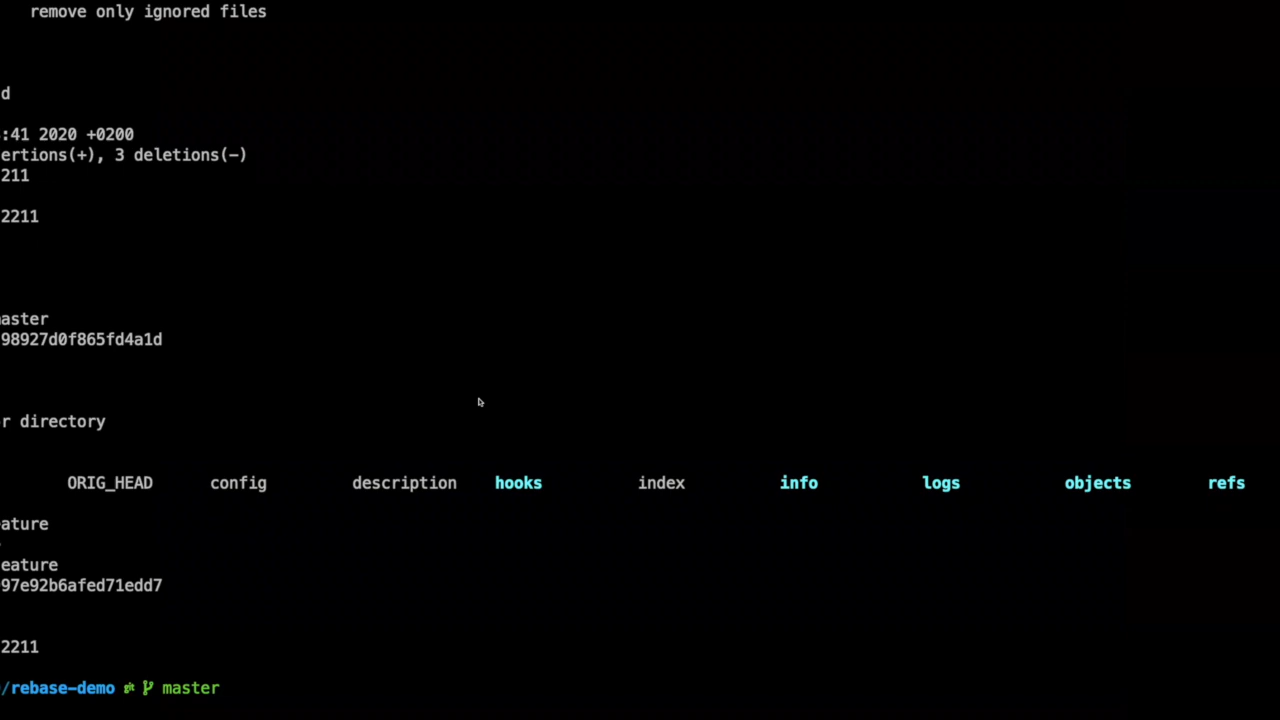 remove only ignored files
d
:41 2020 +0200
ertions(+), 3 deletions(-)
211
2211
aster
98927d0f865fd4a1d
r directory
ORIG_HEAD config description hooks index info logs objects refs
ature
eature
97e92b6afed71edd7
2211
/rebase-demo git master